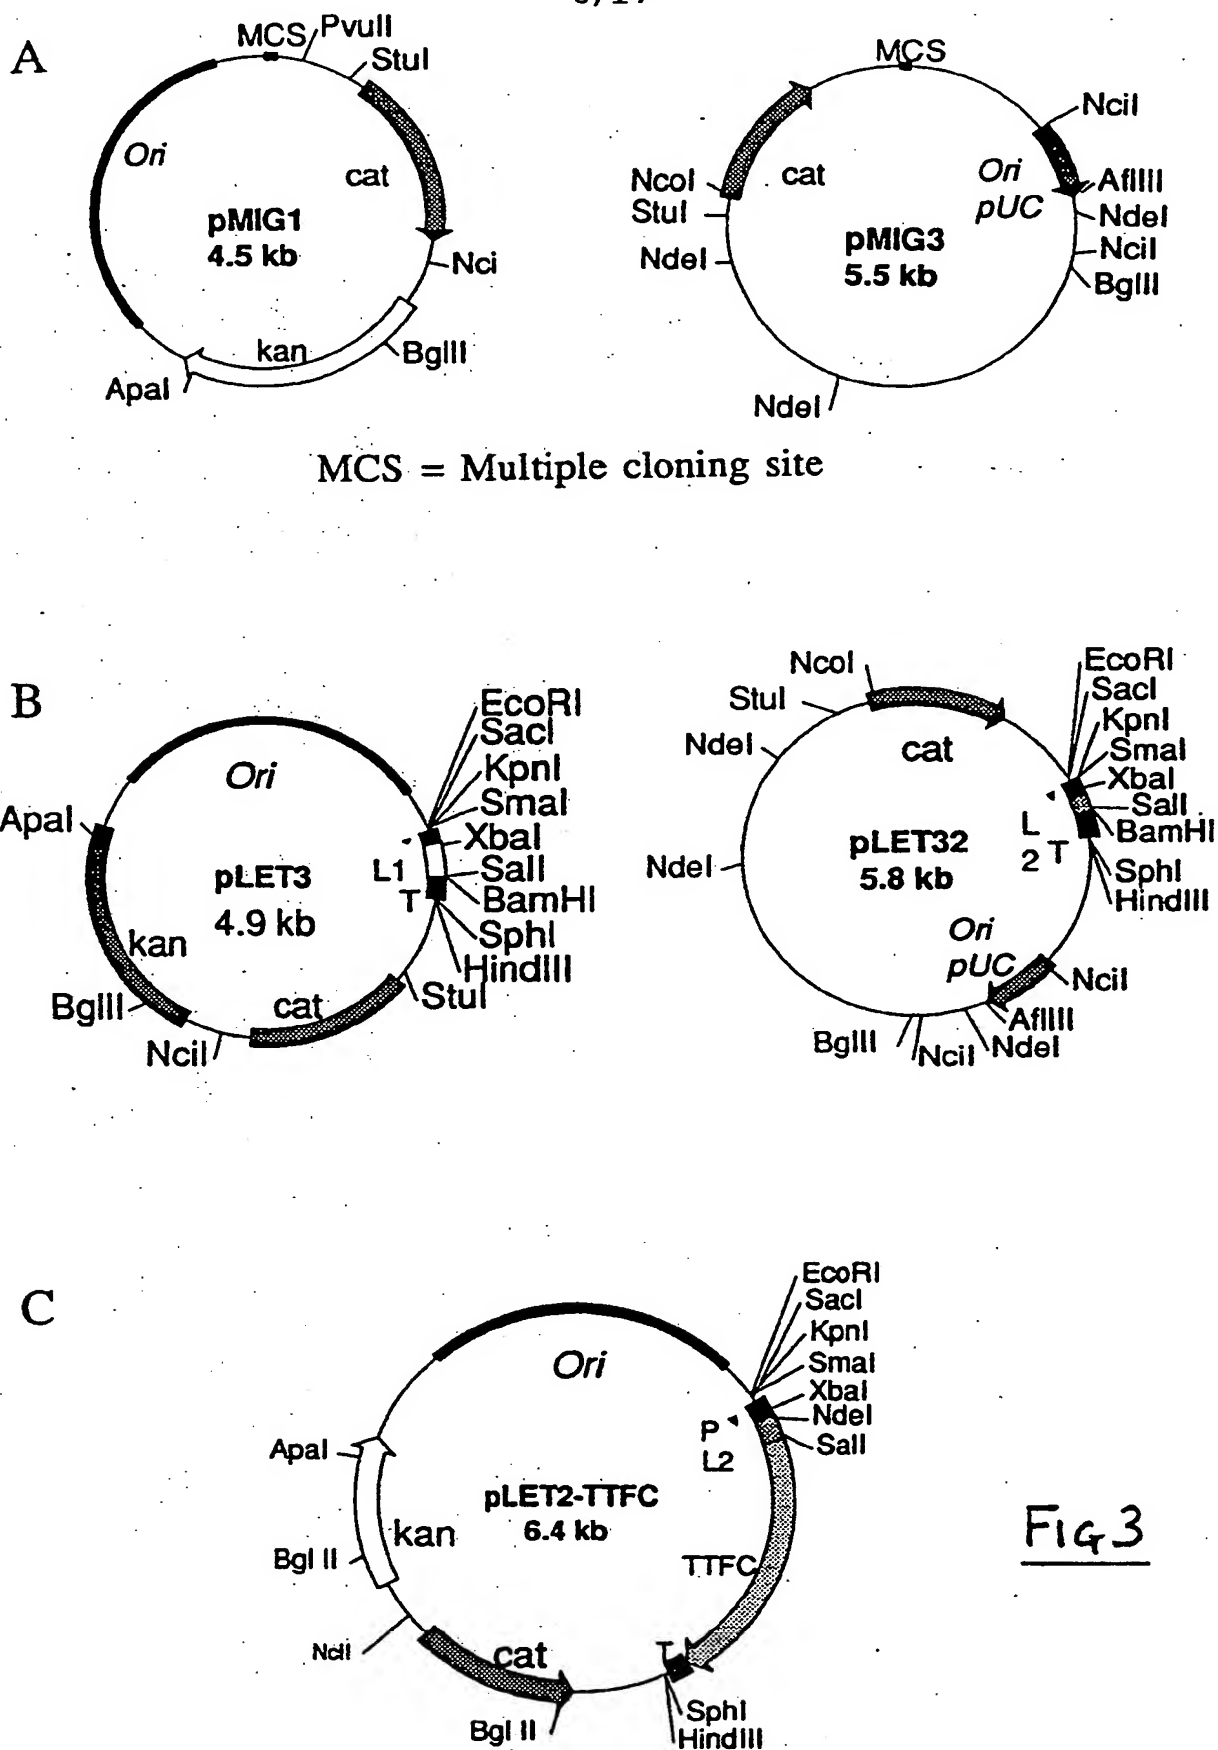 A
MCS
PvuII
StuI
Ori
cat
pMIG1
4.5 kb
Nci
kan
BglII
ApaI
MCS
NciI
cat
Ori
pUC
AflIII
NcoI
StuI
NdeI
NdeI
NciI
BglII
pMIG3
5.5 kb
NdeI
MCS = Multiple cloning site
B
EcoRI
SacI
KpnI
SmaI
XbaI
SalI
BamHI
SphI
HindIII
StuI
Ori
ApaI
L1
T
pLET3
4.9 kb
kan
BglII
cat
NciI
NcoI
StuI
NdeI
cat
EcoRI
SacI
KpnI
SmaI
XbaI
SalI
BamHI
SphI
HindIII
L
2 T
pLET32
5.8 kb
NdeI
Ori
pUC
NciI
AflIII
NdeI
NciI
BglII
C
EcoRI
SacI
KpnI
SmaI
XbaI
NdeI
SalI
Ori
P
L2
ApaI
pLET2-TTFC
6.4 kb
kan
Bgl II
TTFC
NciI
cat
T
Bgl II
SphI
HindIII
FIG 3